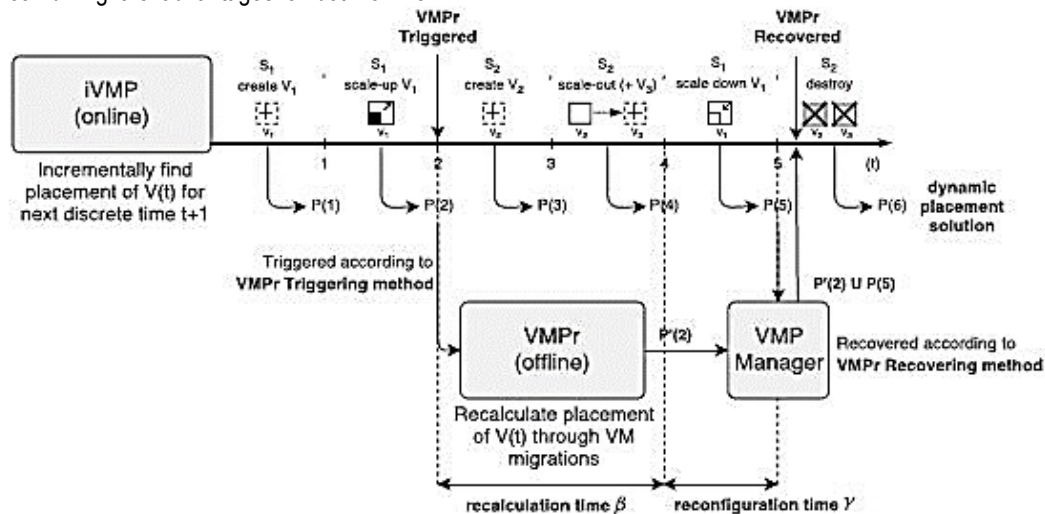 VMPr
Triggered
VMPr
Recovered
iVMP
(online)
S1
create V1
V1
S1
scale-up V1
V1
S2
create V2
V2
S2
scale-out (+ V3)
V2
V3
S1
scale down V1
V1
S2
destroy
V2
V3
1
2
3
4
5
(t)
Incrementally find
placement of V(t) for
next discrete time t+1
P(1)
P(2)
P(3)
P(4)
P(5)
P(6)
dynamic
placement
solution
Triggered according to
VMPr Triggering method
P'(2) U P(5)
VMPr
(offline)
P'(2)
VMP
Manager
Recovered according to
VMPr Recovering method
Recalculate placement
of V(t) through VM
migrations
recalculation time β
reconfiguration time γ